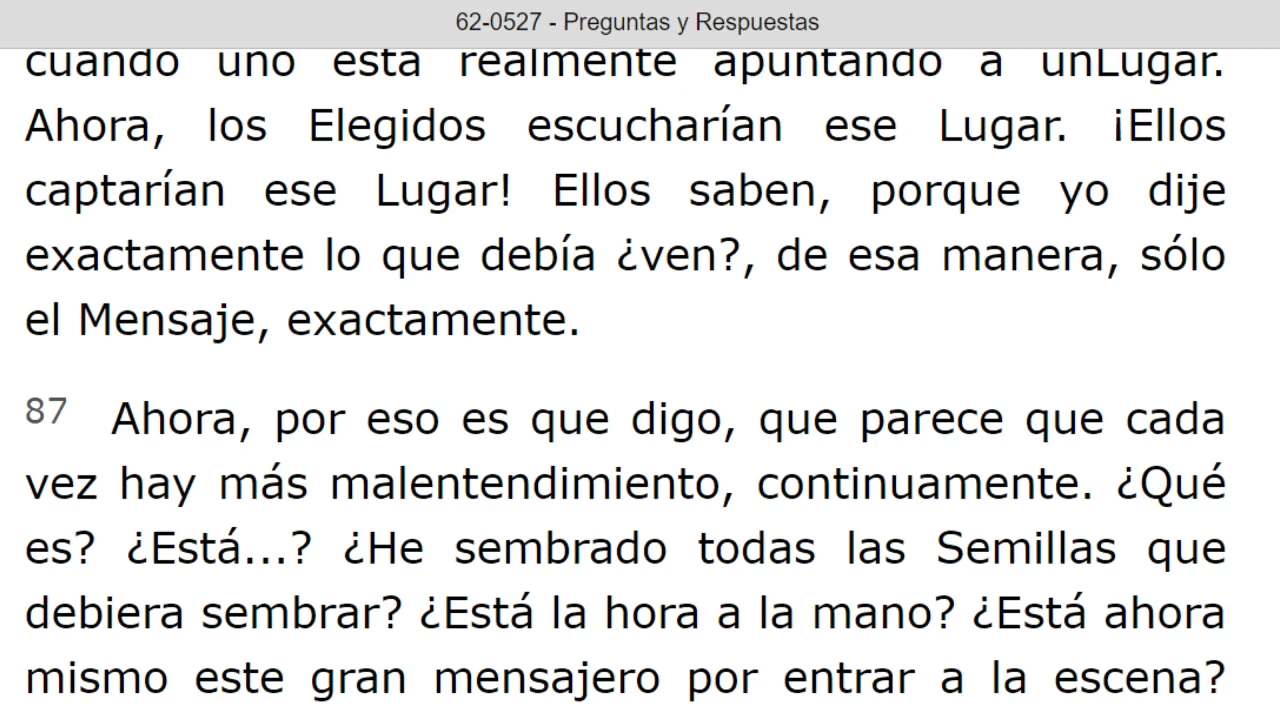 62-0527 - Preguntas y Respuestas
cuando uno está realmente apuntando a unLugar.
Ahora, los Elegidos escucharían ese Lugar. ¡Ellos
captarían ese Lugar! Ellos saben, porque yo dije
exactamente lo que debía ¿ven?, de esa manera, sólo
el Mensaje, exactamente.
87 Ahora, por eso es que digo, que parece que cada
vez hay más malentendimiento, continuamente. ¿Qué
es? ¿Está...? ¿He sembrado todas las Semillas que
debiera sembrar? ¿Está la hora a la mano? ¿Está ahora
mismo este gran mensajero por entrar a la escena?